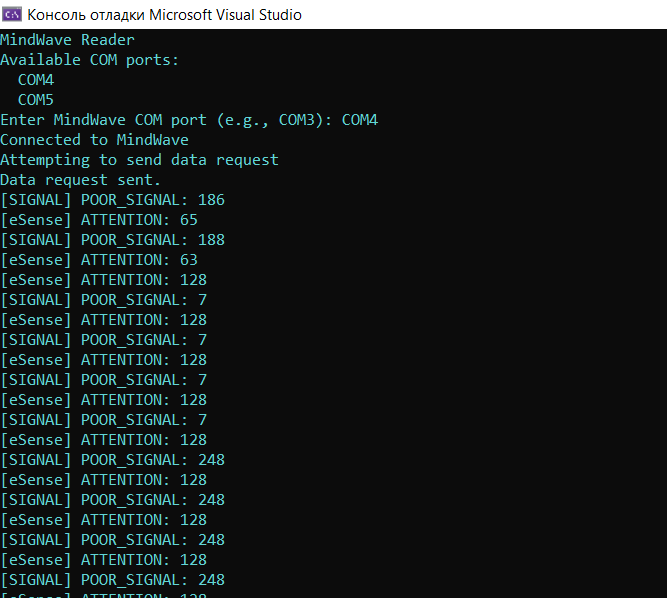 Консоль отладки Microsoft Visual Studio
MindWave Reader
Available COM ports:
COM4
COM5
Enter MindWave COM port (e.g., COM3): COM4
Connected to MindWave
Attempting to send data request
Data request sent.
[SIGNAL] POOR_SIGNAL: 186
[eSense] ATTENTION: 65
[SIGNAL] POOR_SIGNAL: 188
[eSense] ATTENTION: 63
[eSense] ATTENTION: 128
[SIGNAL] POOR_SIGNAL: 7
[eSense] ATTENTION: 128
[SIGNAL] POOR_SIGNAL: 7
[eSense] ATTENTION: 128
[SIGNAL] POOR_SIGNAL: 7
[eSense] ATTENTION: 128
[SIGNAL] POOR_SIGNAL: 7
[eSense] ATTENTION: 128
[SIGNAL] POOR_SIGNAL: 248
[eSense] ATTENTION: 128
[SIGNAL] POOR_SIGNAL: 248
[eSense] ATTENTION: 128
[SIGNAL] POOR_SIGNAL: 248
[eSense] ATTENTION: 128
[SIGNAL] POOR_SIGNAL: 248
[eSense] ATTENTION: 128